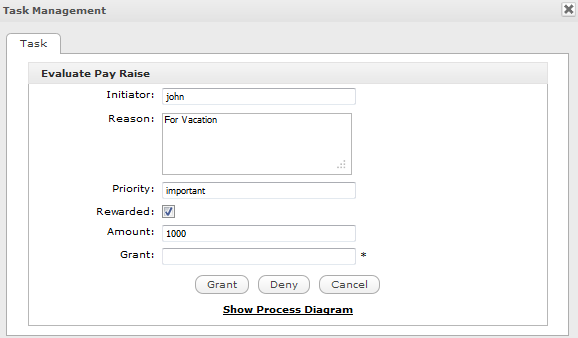 Task Management
Task
Evaluate Pay Raise
Initiator: john
Reason: For Vacation
Priority: important
Rewarded:
Amount: 1000
Grant: *
Grant Deny Cancel
Show Process Diagram